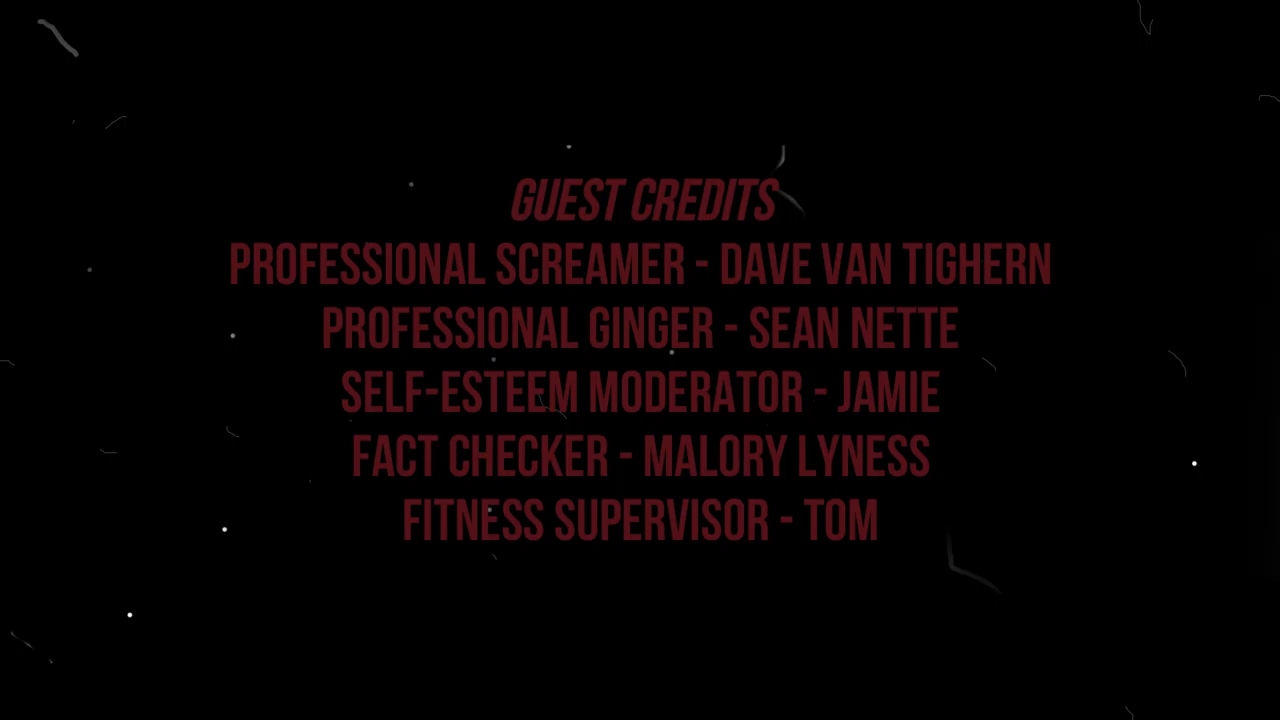 GUEST CREDITS
PROFESSIONAL SCREAMER - DAVE VAN TIGHERN
PROFESSIONAL GINGER - SEAN NETTE
SELF-ESTEEM MODERATOR - JAMIE
FACT CHECKER - MALORY LYNESS
FITNESS SUPERVISOR - TOM